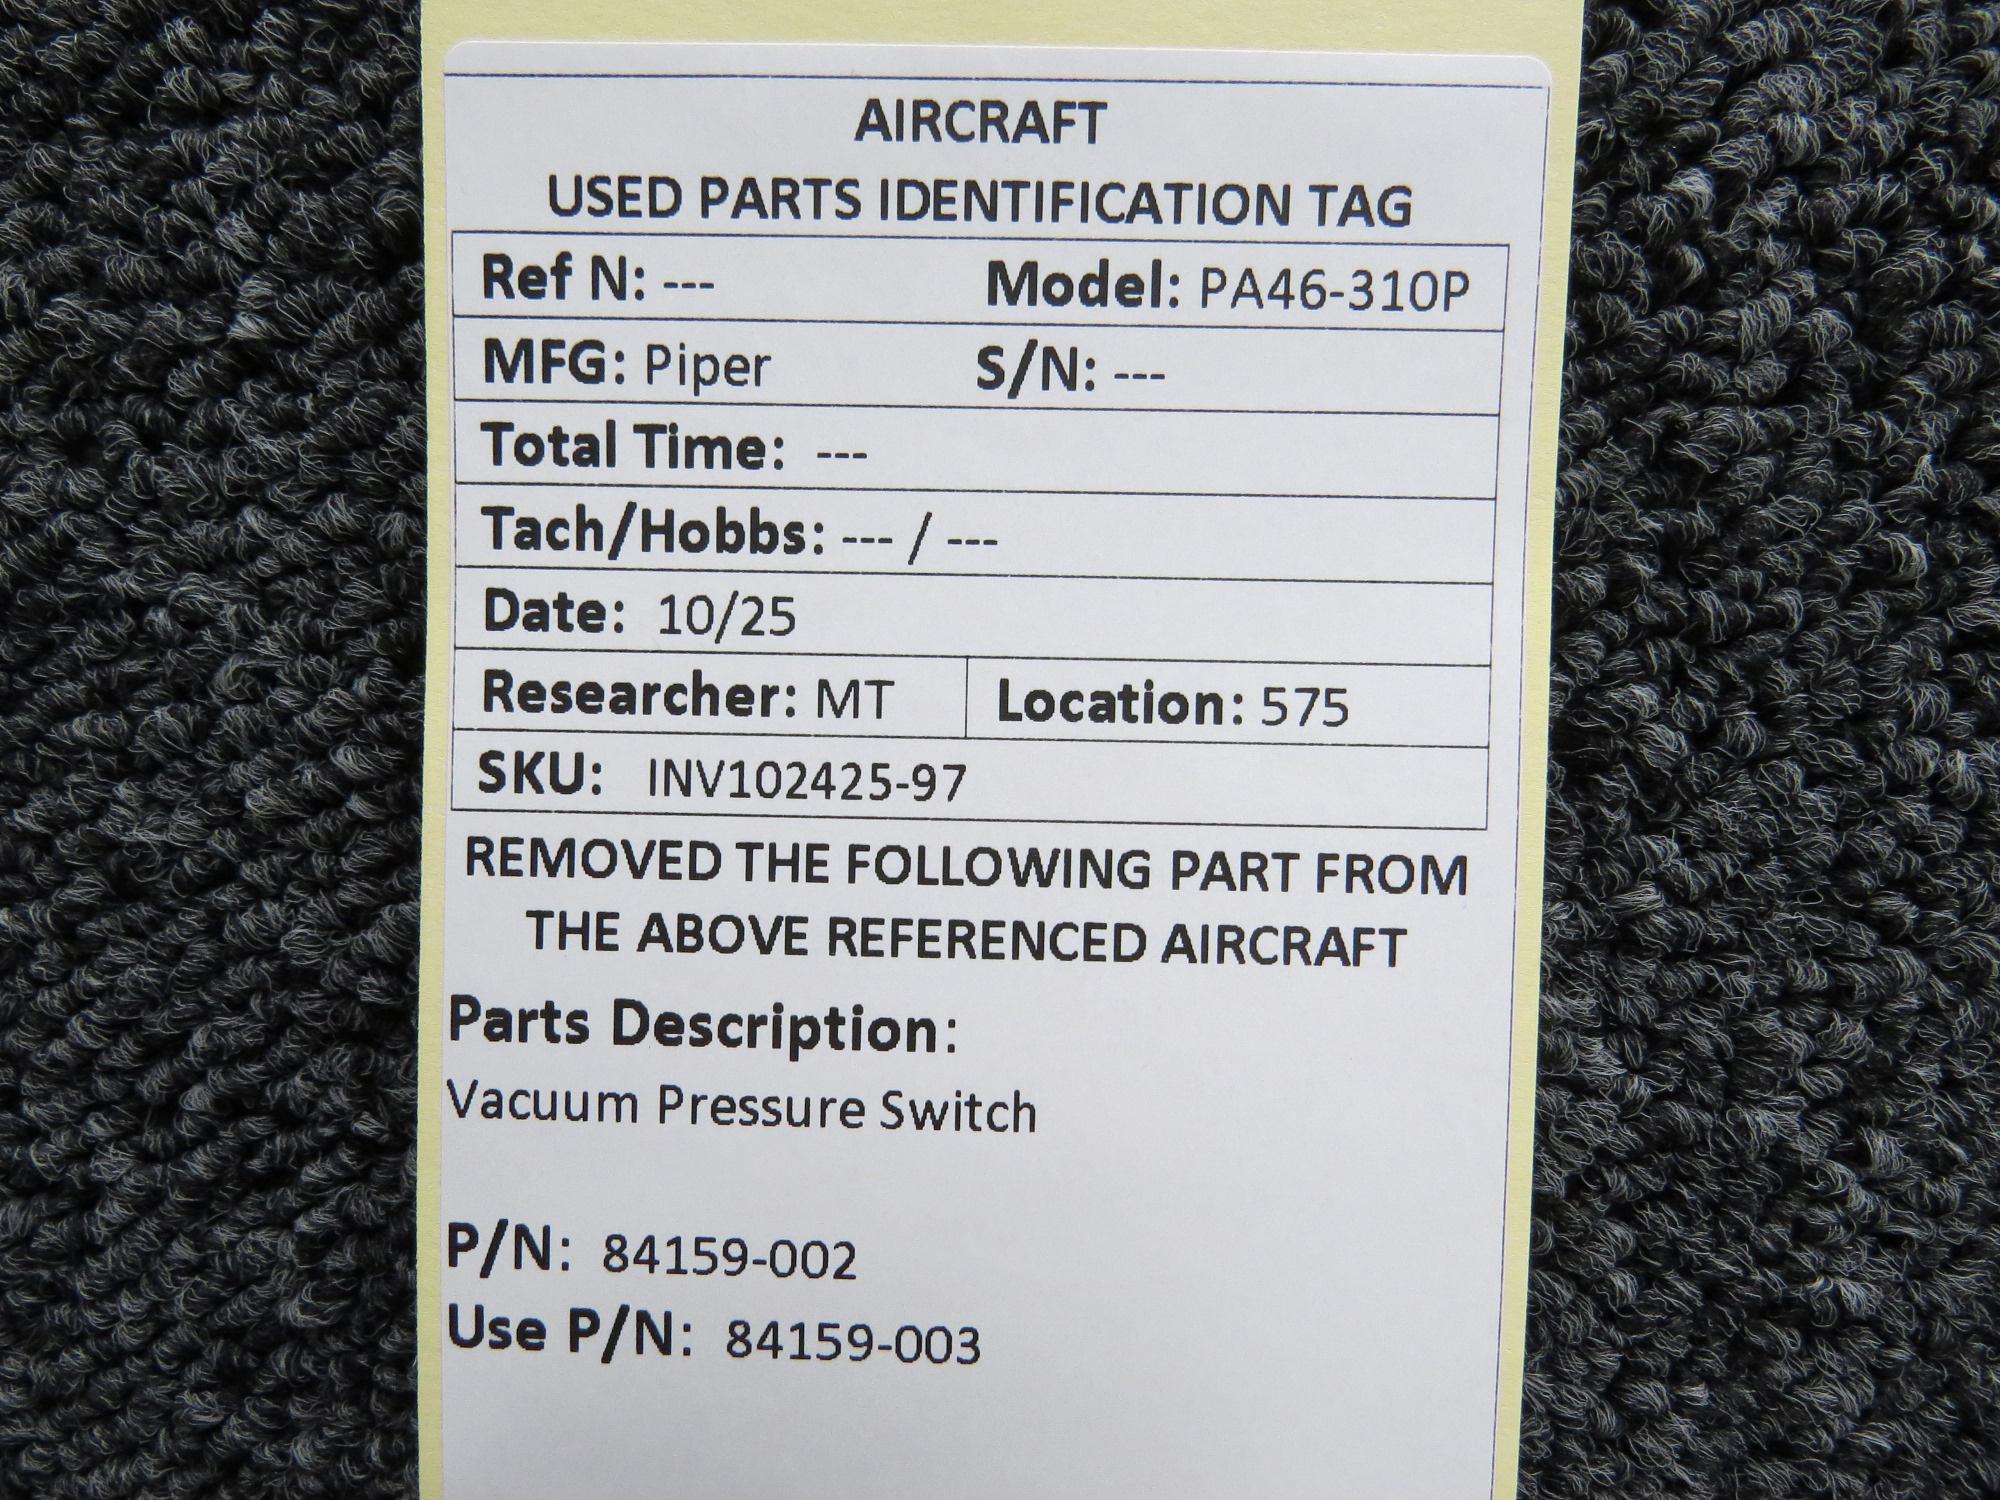 AIRCRAFT
USED PARTS IDENTIFICATION TAG
Ref N: --- Model: PA46-310P
MFG: Piper S/N: ---
Total Time: ---
Tach/Hobbs: --- / ---
Date: 10/25
Researcher: MT Location: 575
SKU: INV102425-97
REMOVED THE FOLLOWING PART FROM
THE ABOVE REFERENCED AIRCRAFT
Parts Description:
Vacuum Pressure Switch
P/N: 84159-002
Use P/N: 84159-003